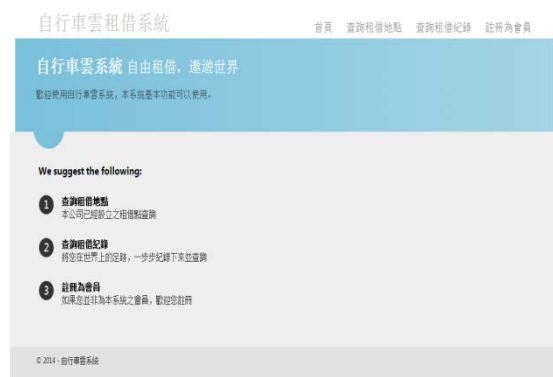 自行車雲租借系統
首頁 查詢租借地點 查詢租借紀錄 註冊為會員
自行車雲系統 自由租借，遨遊世界
歡迎使用自行車雲系統，本系統基本功能可以使用。
We suggest the following:
1 查詢租借地點
本公司已經設立之租借點查詢
2 查詢租借紀錄
將您在世界上的足跡，一步步紀錄下來並查詢
3 註冊為會員
如果您並非為本系統之會員，歡迎您註冊
© 2014 - 自行車雲系統